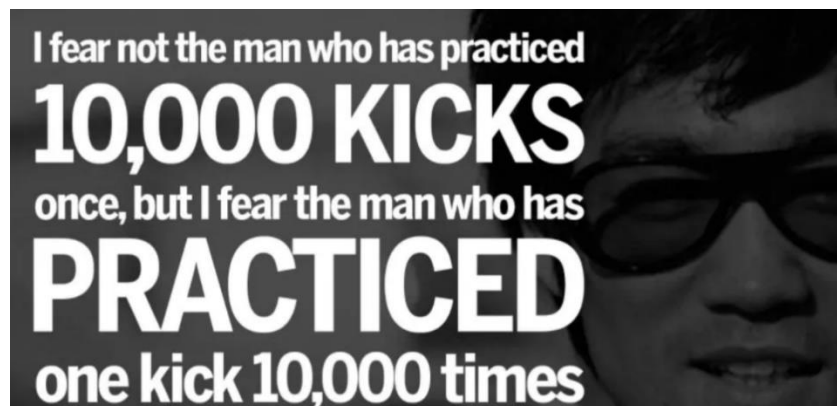 I fear not the man who has practiced
10,000 KICKS
once, but I fear the man who has
PRACTICED
one kick 10,000 times